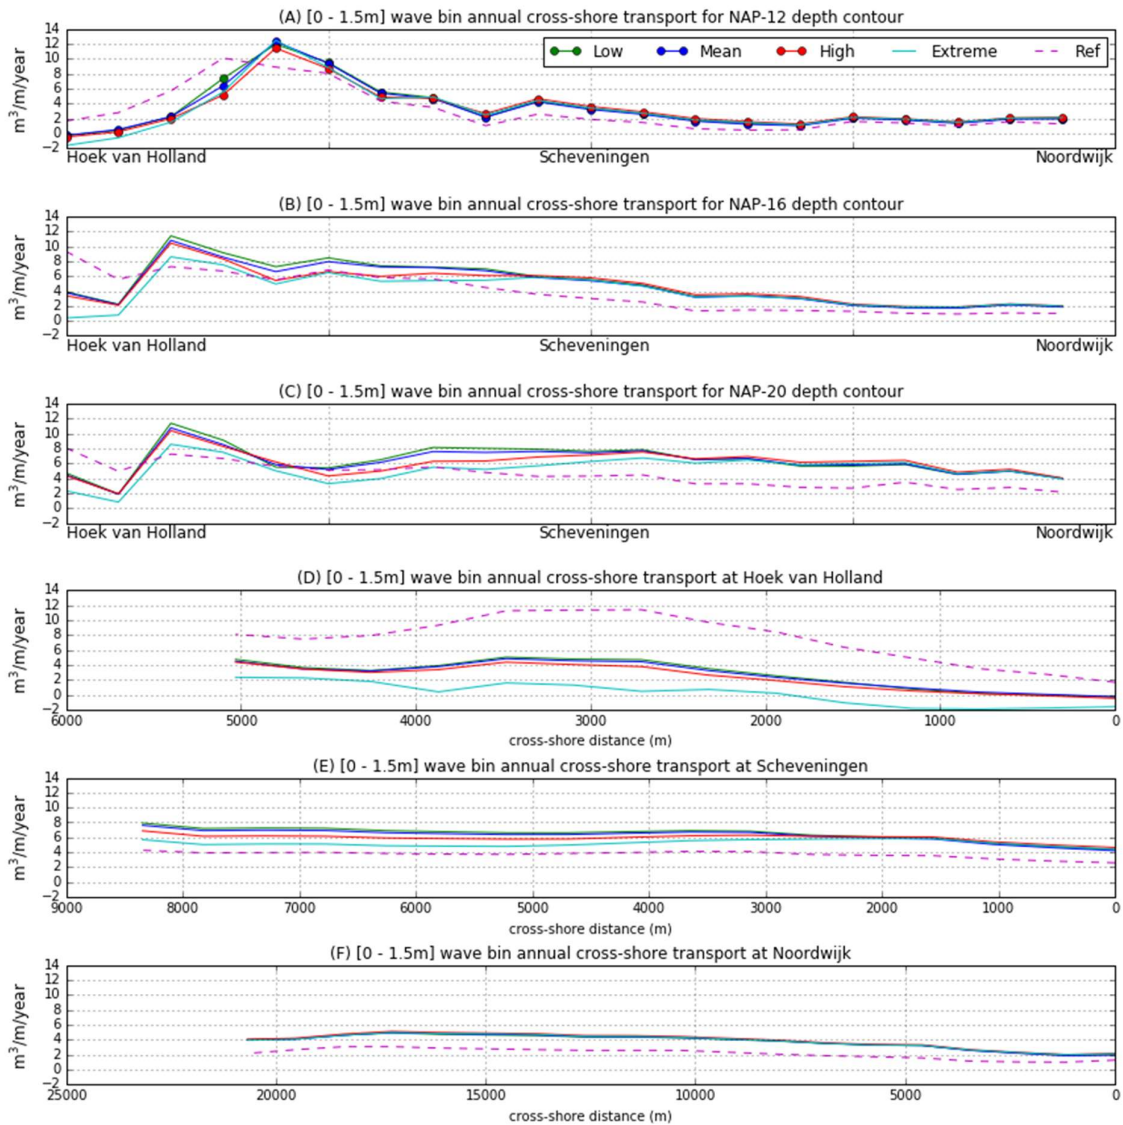 (A) [0 - 1.5m] wave bin annual cross-shore transport for NAP-12 depth contour
14
12
10
8
6
4
2
0
−2
m³/m/year
Low Mean High Extreme Ref
Hoek van Holland Scheveningen Noordwijk
(B) [0 - 1.5m] wave bin annual cross-shore transport for NAP-16 depth contour
14
12
10
8
6
4
2
0
−2
m³/m/year
Hoek van Holland Scheveningen Noordwijk
(C) [0 - 1.5m] wave bin annual cross-shore transport for NAP-20 depth contour
14
12
10
8
6
4
2
0
−2
m³/m/year
Hoek van Holland Scheveningen Noordwijk
(D) [0 - 1.5m] wave bin annual cross-shore transport at Hoek van Holland
14
12
10
8
6
4
2
0
−2
m³/m/year
6000 5000 4000 3000 2000 1000 0
cross-shore distance (m)
(E) [0 - 1.5m] wave bin annual cross-shore transport at Scheveningen
14
12
10
8
6
4
2
0
−2
m³/m/year
9000 8000 7000 6000 5000 4000 3000 2000 1000 0
cross-shore distance (m)
(F) [0 - 1.5m] wave bin annual cross-shore transport at Noordwijk
14
12
10
8
6
4
2
0
−2
m³/m/year
25000 20000 15000 10000 5000 0
cross-shore distance (m)